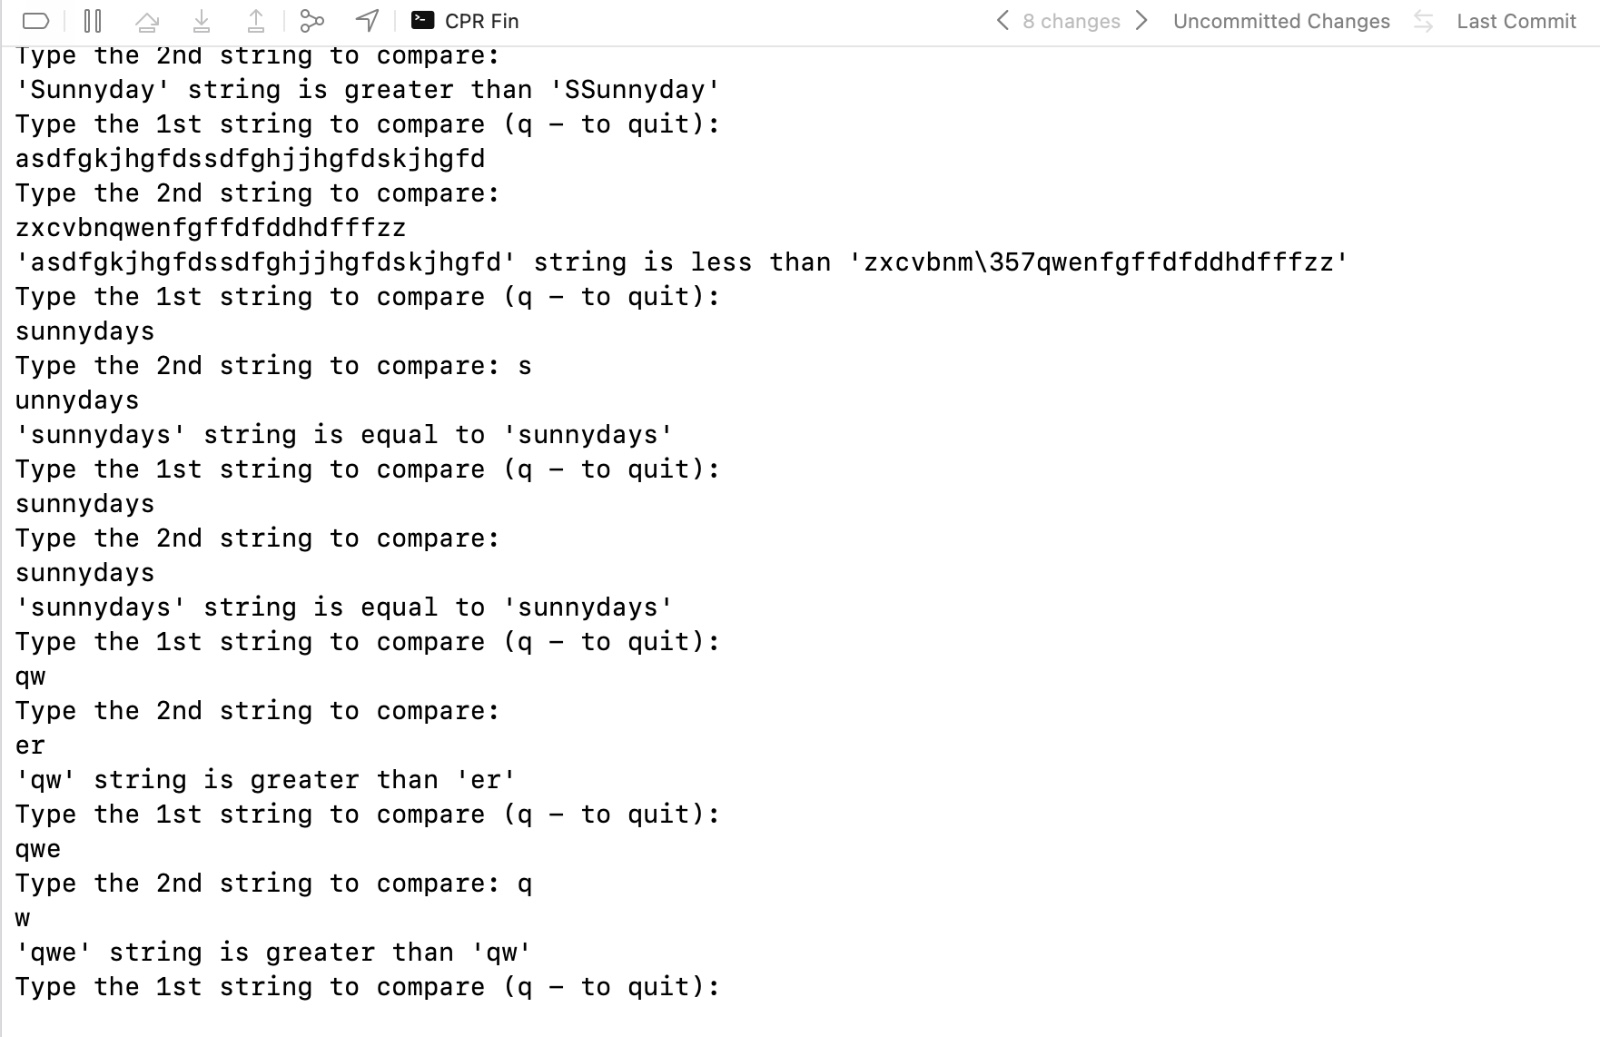 CPR Fin
8 changes
Uncommitted Changes
Last Commit
Type the 2nd string to compare:
'Sunnyday' string is greater than 'SSunnyday'
Type the 1st string to compare (q – to quit):
asdfgkjhgfdssdfghjjhgfdskjhgfd
Type the 2nd string to compare:
zxcvbnqwenfgffdfddhdfffzz
'asdfgkjhgfdssdfghjjhgfdskjhgfd' string is less than 'zxcvbnm\357qwenfgffdfddhdfffzz'
Type the 1st string to compare (q – to quit):
sunnydays
Type the 2nd string to compare: s
unnydays
'sunnydays' string is equal to 'sunnydays'
Type the 1st string to compare (q – to quit):
sunnydays
Type the 2nd string to compare:
sunnydays
'sunnydays' string is equal to 'sunnydays'
Type the 1st string to compare (q – to quit):
qw
Type the 2nd string to compare:
er
'qw' string is greater than 'er'
Type the 1st string to compare (q – to quit):
qwe
Type the 2nd string to compare: q
w
'qwe' string is greater than 'qw'
Type the 1st string to compare (q – to quit):